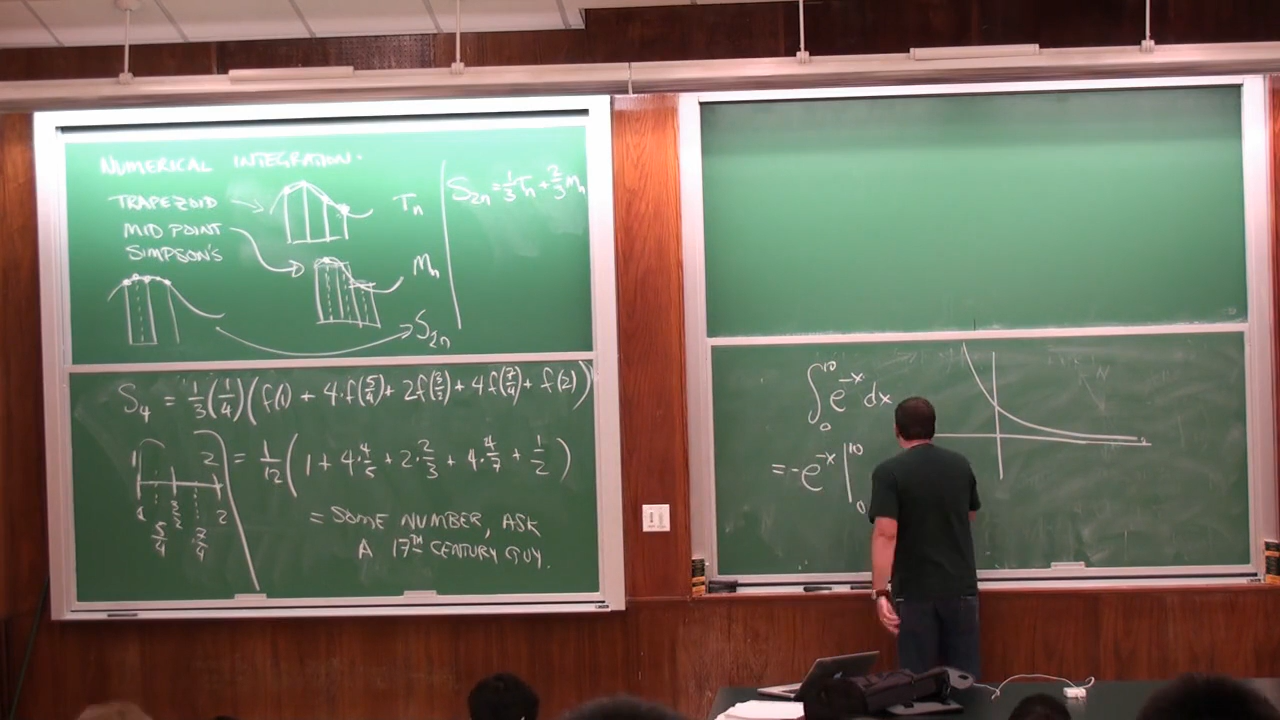 NUMERICAL INTEGRATION.
TRAPEZOID
MID POINT
SIMPSON'S
Tₙ
Mₙ
S₂ₙ
S₂ₙ = 1/3 Tₙ + 2/3 Mₙ
S₄ = 1/3 (1/4) (f(1) + 4·f(5/4) + 2f(3/2) + 4f(7/4) + f(2))
= 1/12 (1 + 4·4/5 + 2·2/3 + 4·4/7 + 1/2)
= SOME NUMBER, ASK
A 17TH CENTURY GUY.
1 2
1 5/4 3/2 7/4 2
∫₀¹⁰ e⁻ˣ dx
= -e⁻ˣ |₀¹⁰